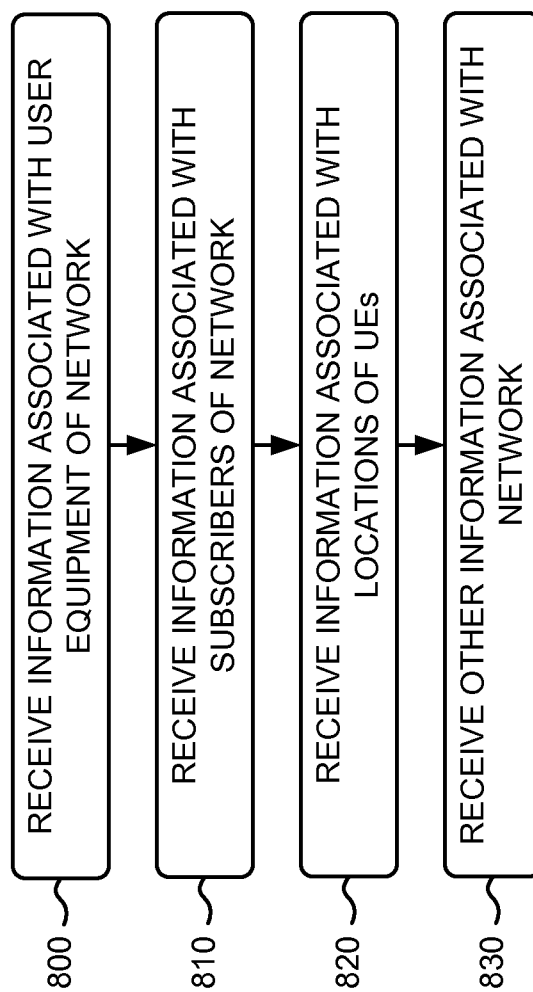 800
RECEIVE INFORMATION ASSOCIATED WITH USER
EQUIPMENT OF NETWORK
810
RECEIVE INFORMATION ASSOCIATED WITH
SUBSCRIBERS OF NETWORK
820
RECEIVE INFORMATION ASSOCIATED WITH
LOCATIONS OF UEs
830
RECEIVE OTHER INFORMATION ASSOCIATED WITH
NETWORK